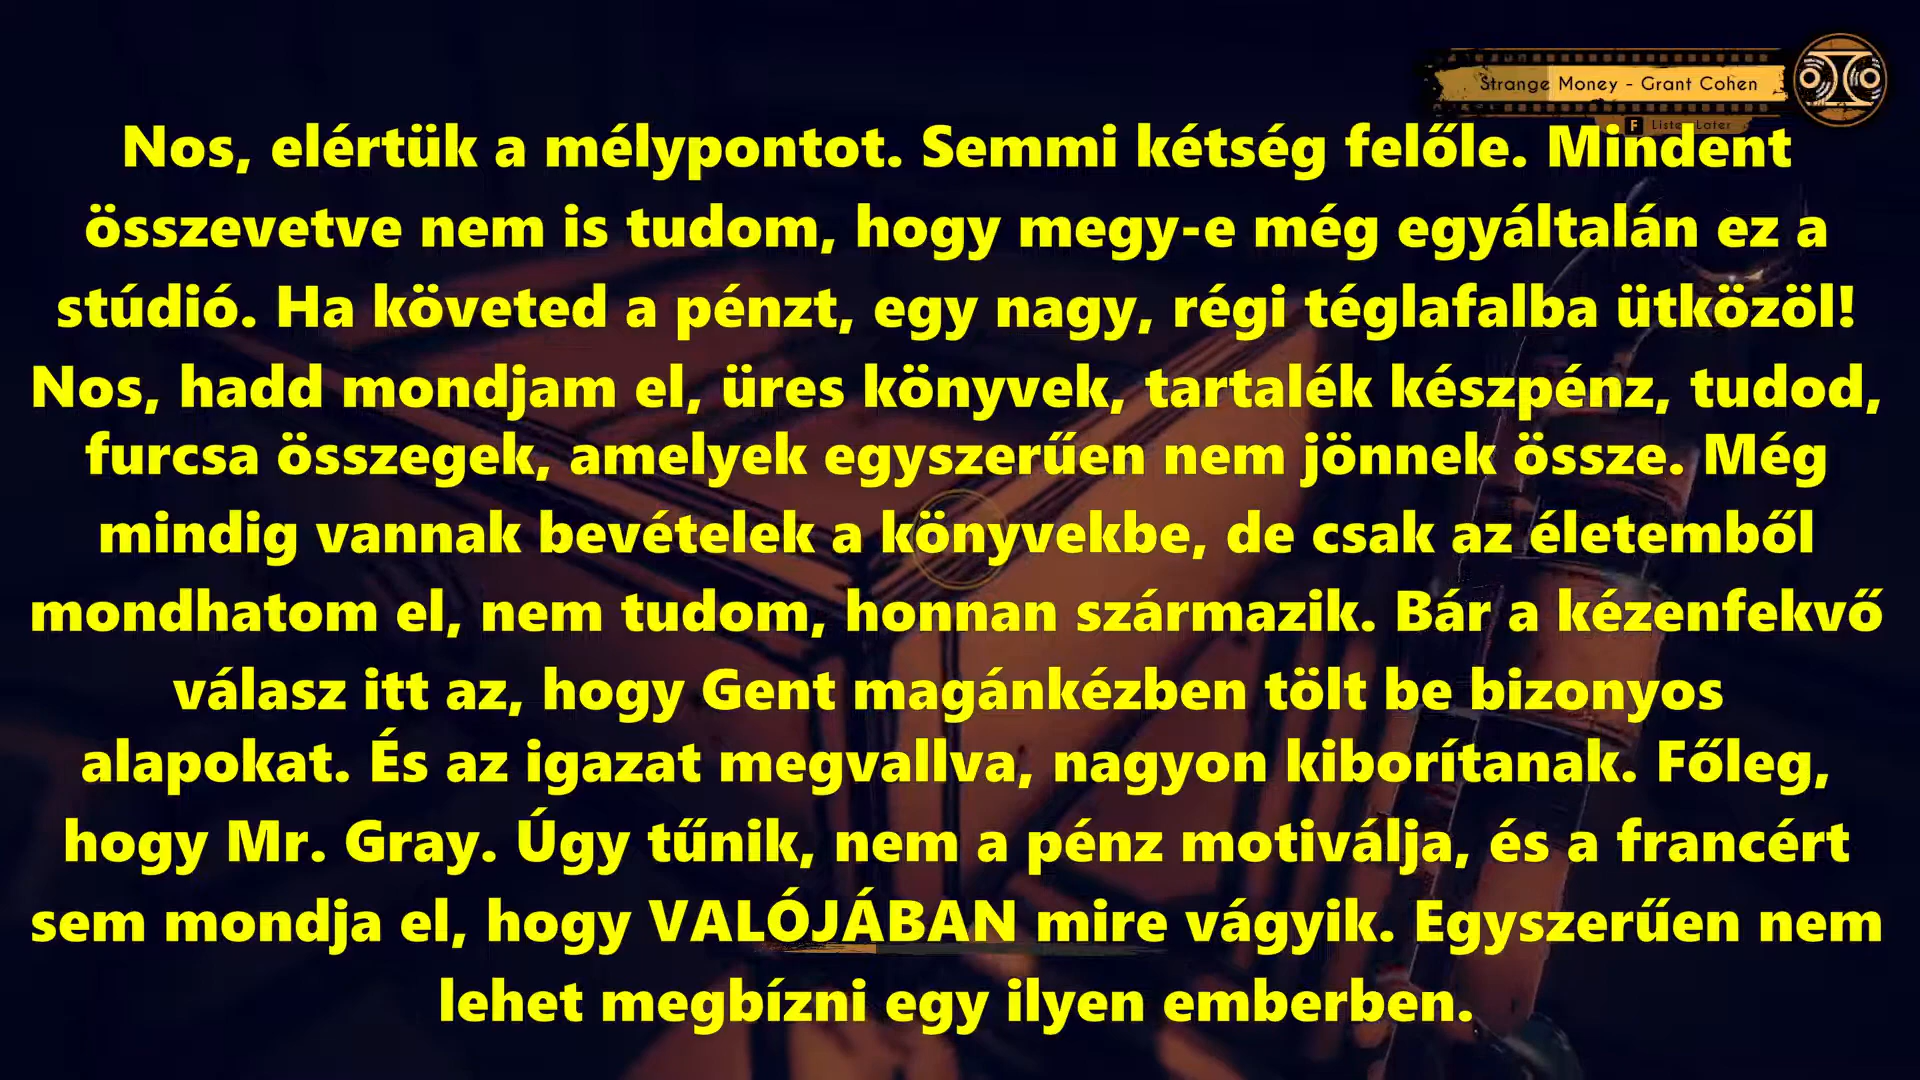 Strange Money - Grant Cohen
F Listen Later
Nos, elértük a mélypontot. Semmi kétség felőle. Mindent
összevetve nem is tudom, hogy megy-e még egyáltalán ez a
stúdió. Ha követed a pénzt, egy nagy, régi téglafalba ütközöl!
Nos, hadd mondjam el, üres könyvek, tartalék készpénz, tudod,
furcsa összegek, amelyek egyszerűen nem jönnek össze. Még
mindig vannak bevételek a könyvekbe, de csak az életemből
mondhatom el, nem tudom, honnan származik. Bár a kézenfekvő
válasz itt az, hogy Gent magánkézben tölt be bizonyos
alapokat. És az igazat megvallva, nagyon kiborítanak. Főleg,
hogy Mr. Gray. Úgy tűnik, nem a pénz motiválja, és a francért
sem mondja el, hogy VALÓJÁBAN mire vágyik. Egyszerűen nem
lehet megbízni egy ilyen emberben.